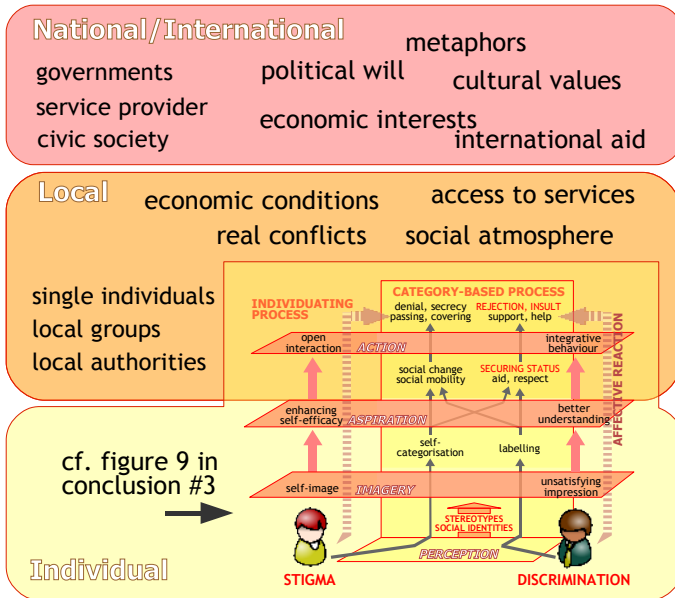 National/International
metaphors
governments
political will
cultural values
service provider
economic interests
civic society
international aid
Local
economic conditions
access to services
real conflicts
social atmosphere
single individuals
local groups
local authorities
INDIVIDUATING
PROCESS
CATEGORY-BASED PROCESS
denial, secrecy
passing, covering
REJECTION, INSULT
support, help
AFFECTIVE REACTION
open
interaction
ACTION
integrative
behaviour
social change
social mobility
SECURING STATUS
aid, respect
enhancing
self-efficacy
ASPIRATION
better
understanding
self-
categorisation
labelling
cf. figure 9 in
conclusion #3
self-image
IMAGERY
unsatisfying
impression
STEREOTYPES
SOCIAL IDENTITIES
PERCEPTION
Individual
STIGMA
DISCRIMINATION